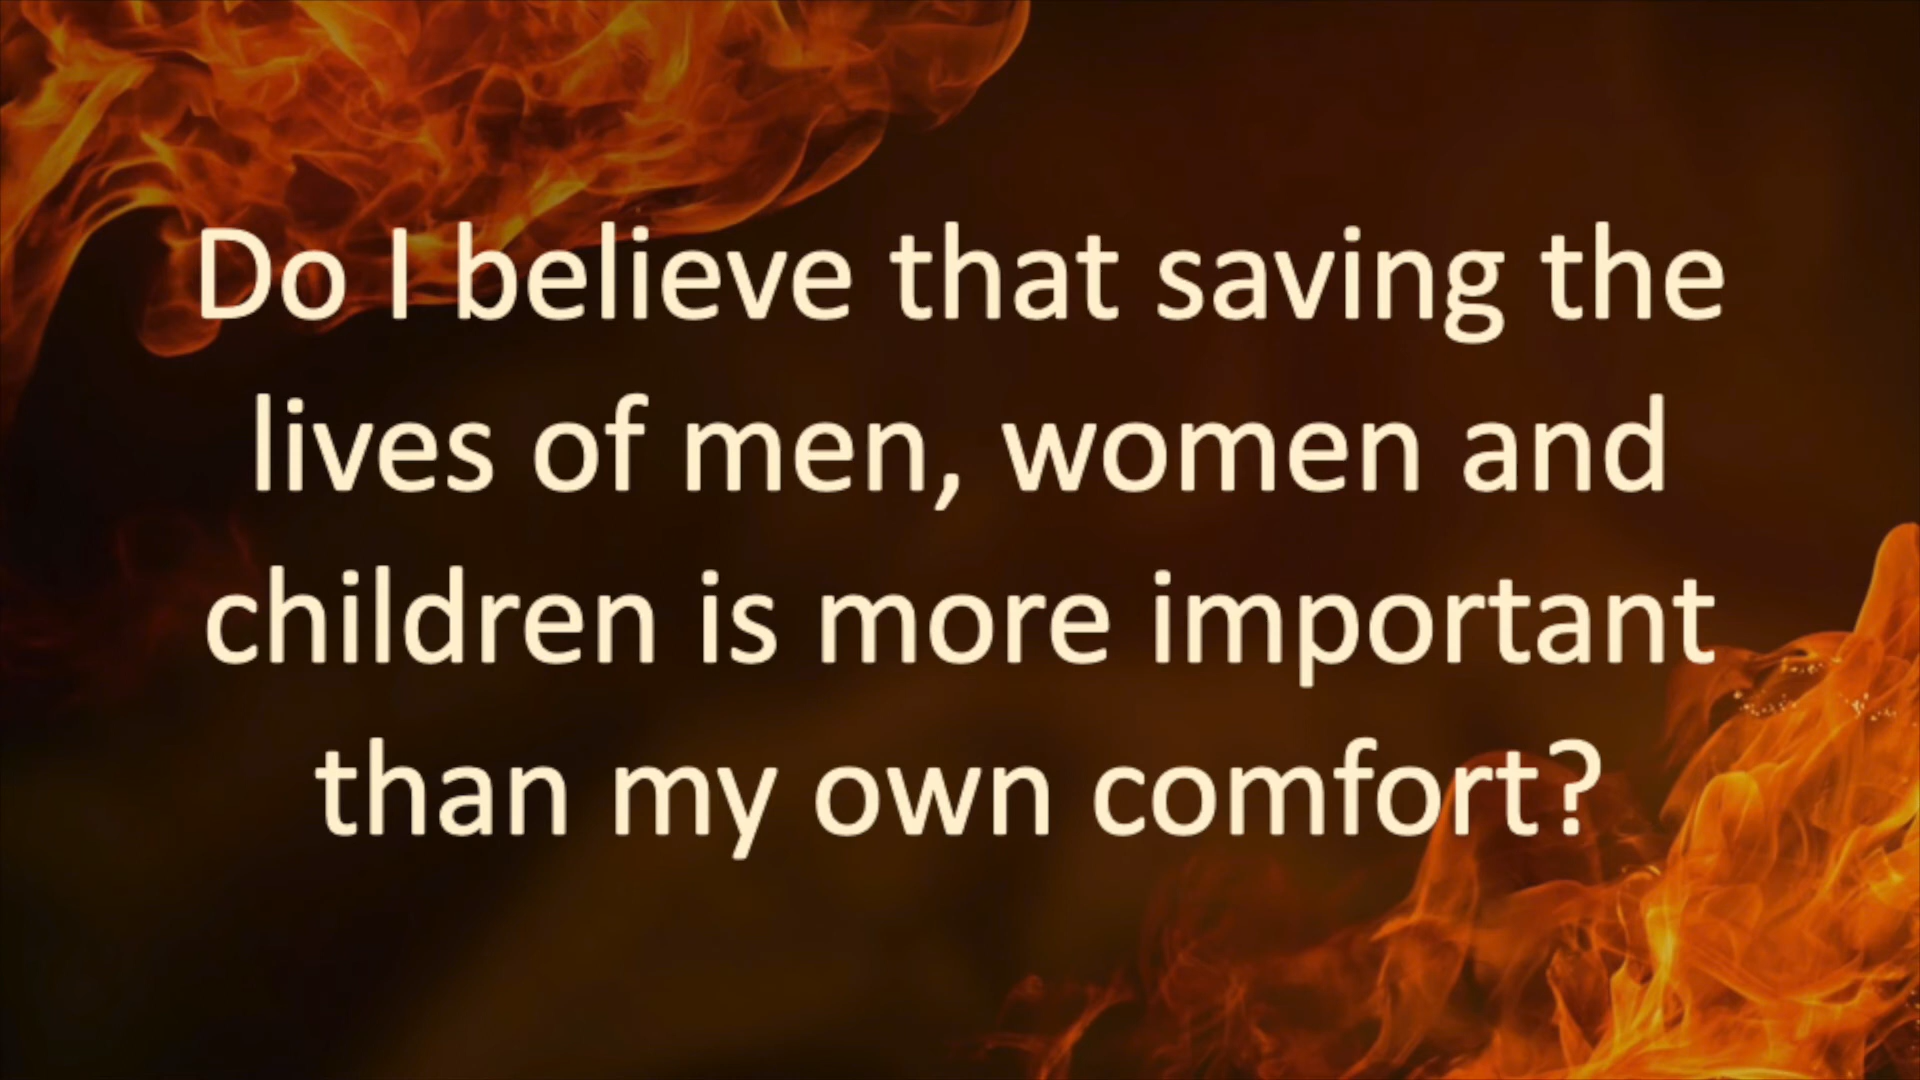 Do I believe that saving the
lives of men, women and
children is more important
than my own comfort?